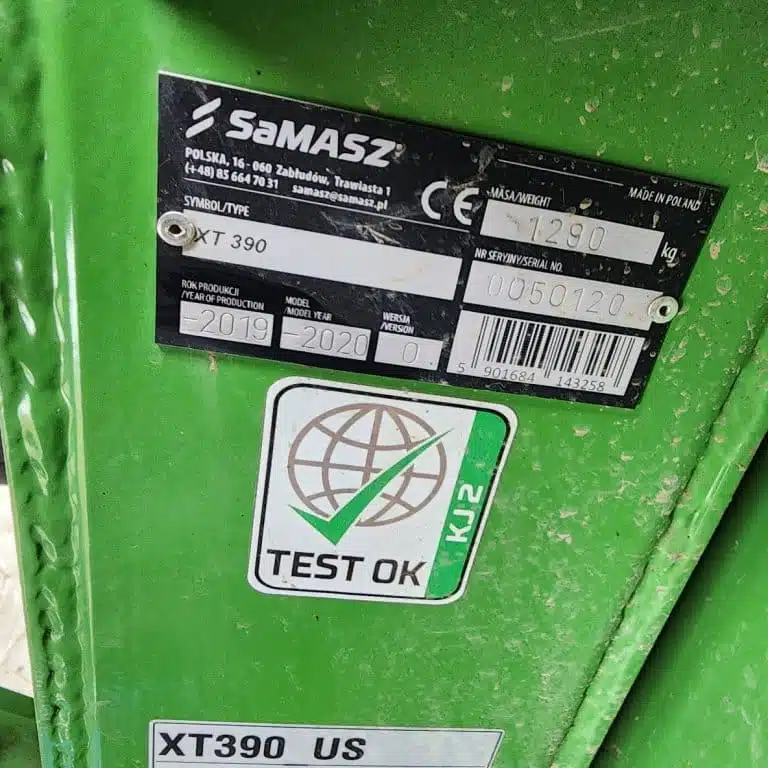 SaMASZ
POLSKA, 16 - 060 Zabłudów, Trawiasta 1
(+48) 85 664 70 31 samasz@samasz.pl
CE
MADE IN POLAND
SYMBOL/TYPE
XT 390
MASA/WEIGHT
1290 kg
NR SERYJNY/SERIAL NO.
0050120
ROK PRODUKCJI
/YEAR OF PRODUCTION
-2019
MODEL
/MODEL YEAR
-2020
WERSJA
/VERSION
0
5 901684 143258
TEST OK
KJ2
XT390 US